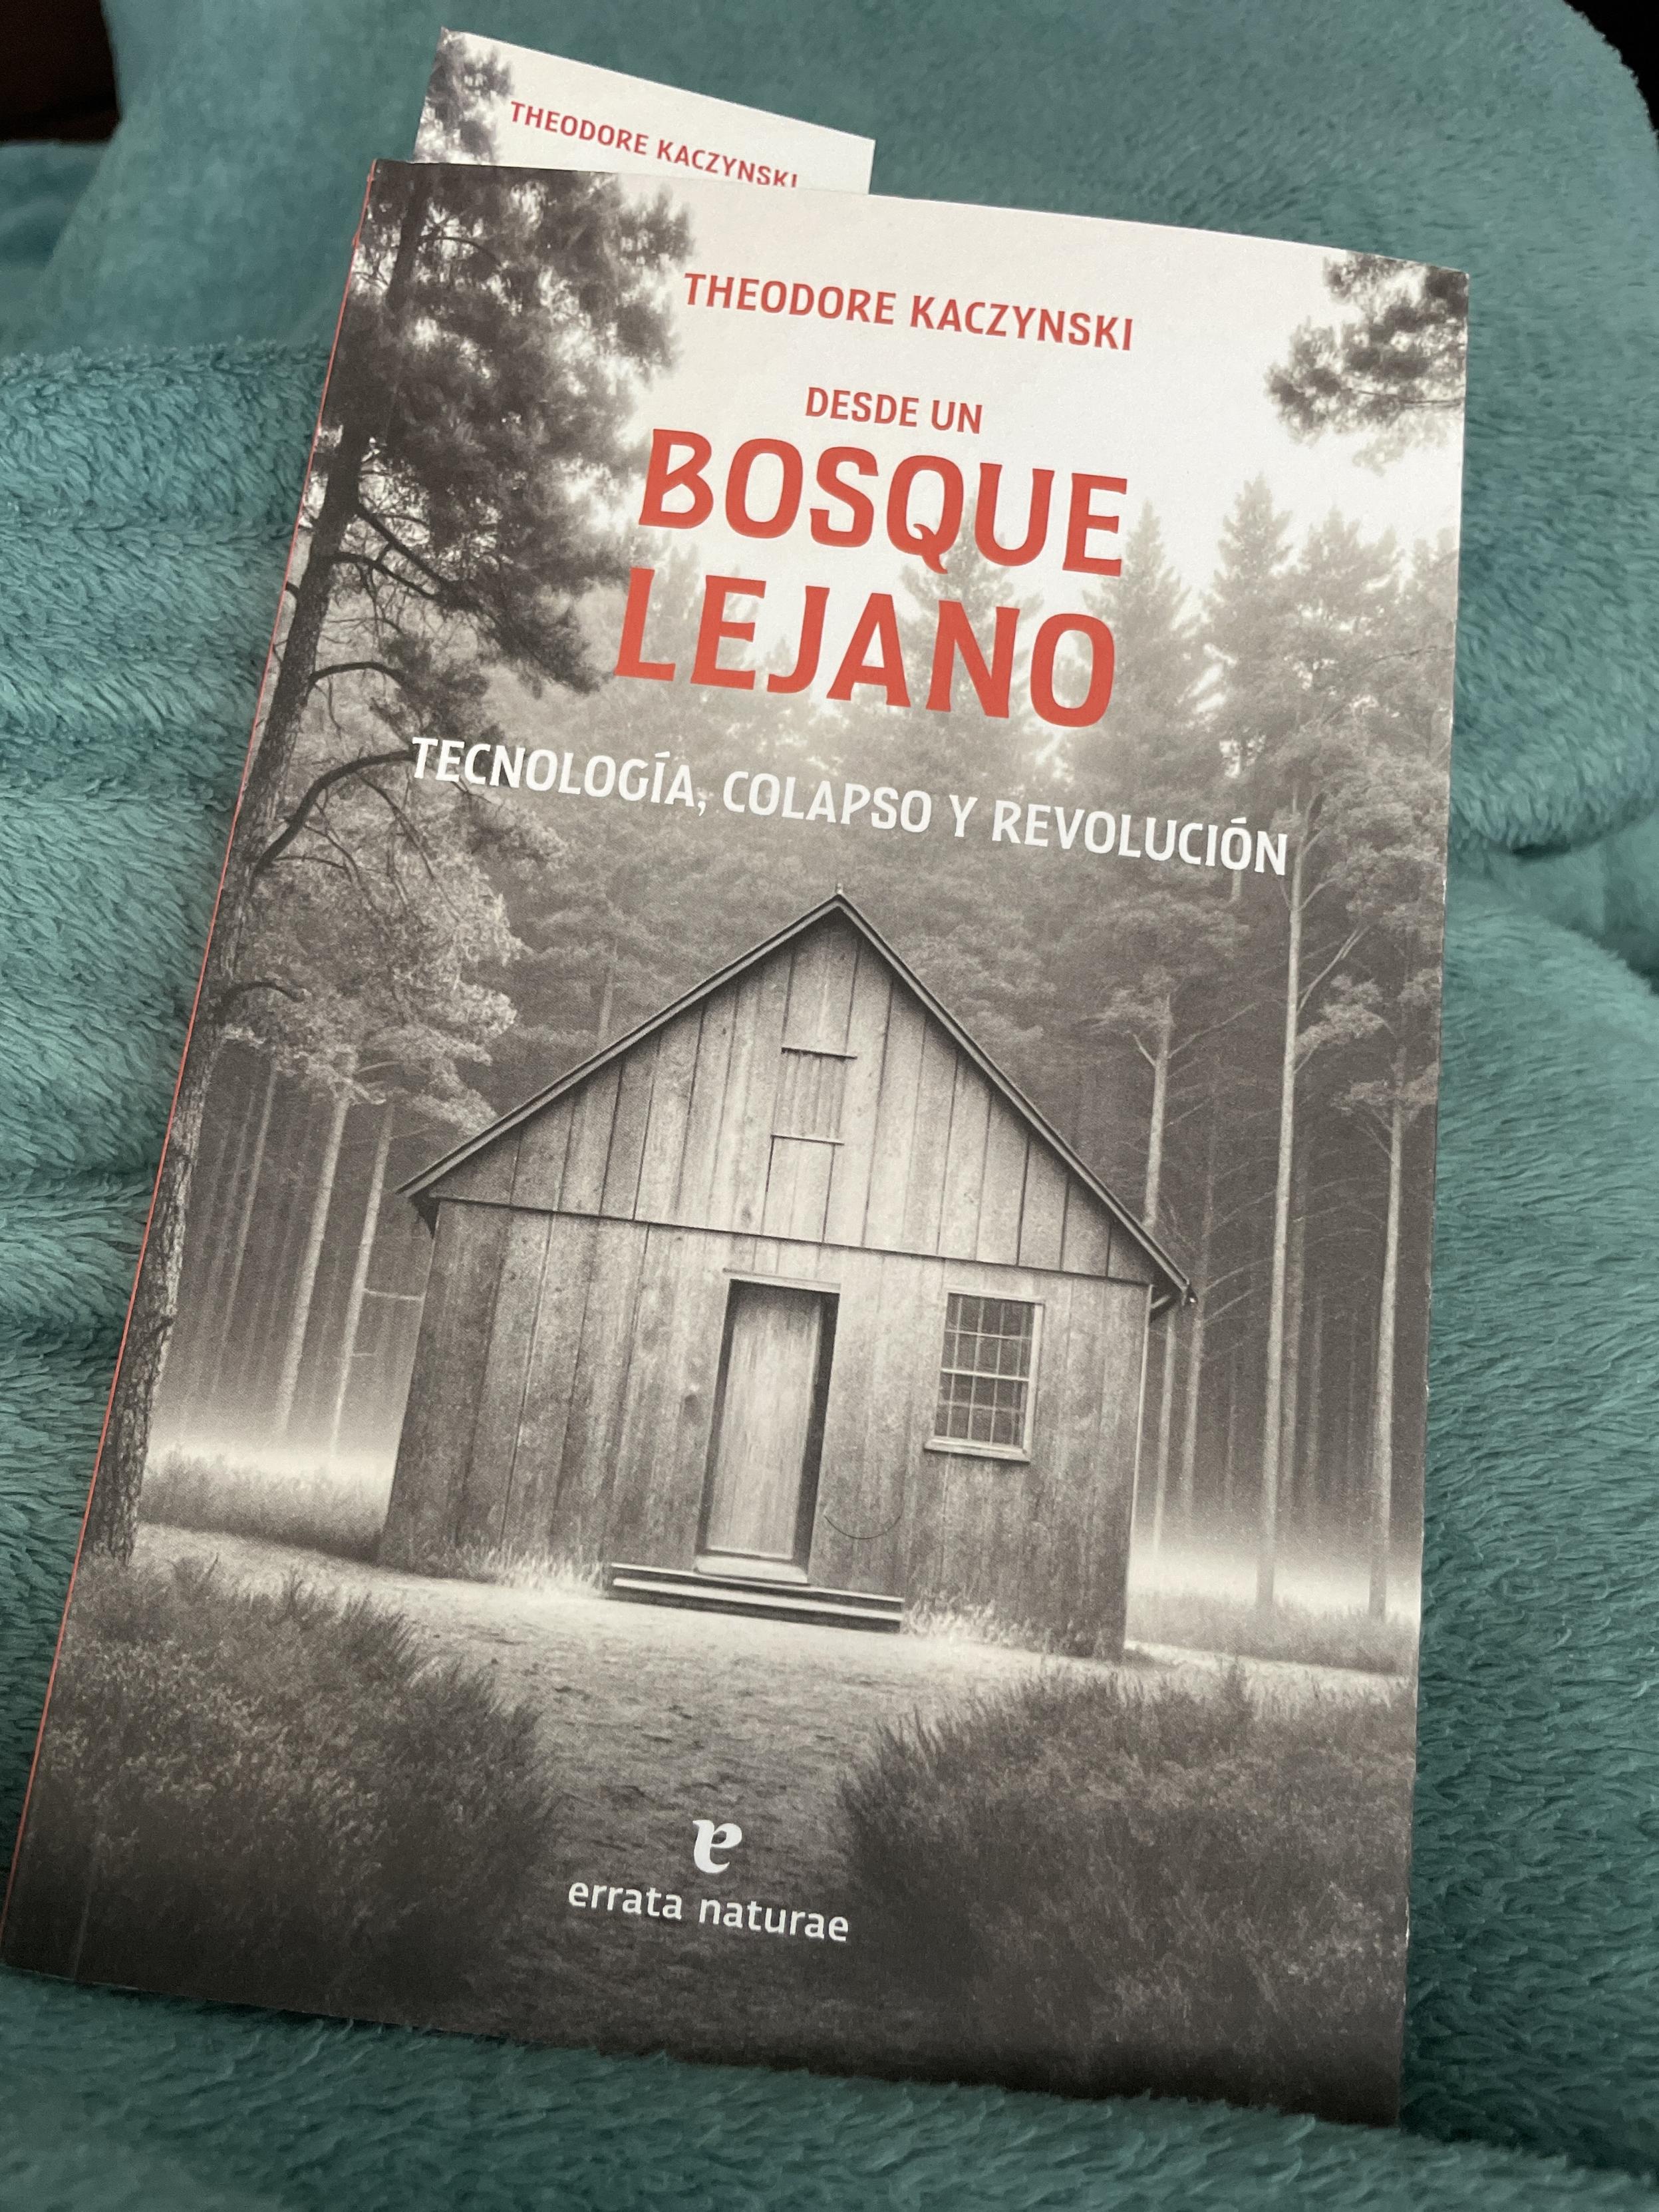 THEODORE KACZYNSKI
THEODORE KACZYNSKI
DESDE UN
BOSQUE
LEJANO
TECNOLOGÍA, COLAPSO Y REVOLUCIÓN
e
errata naturae